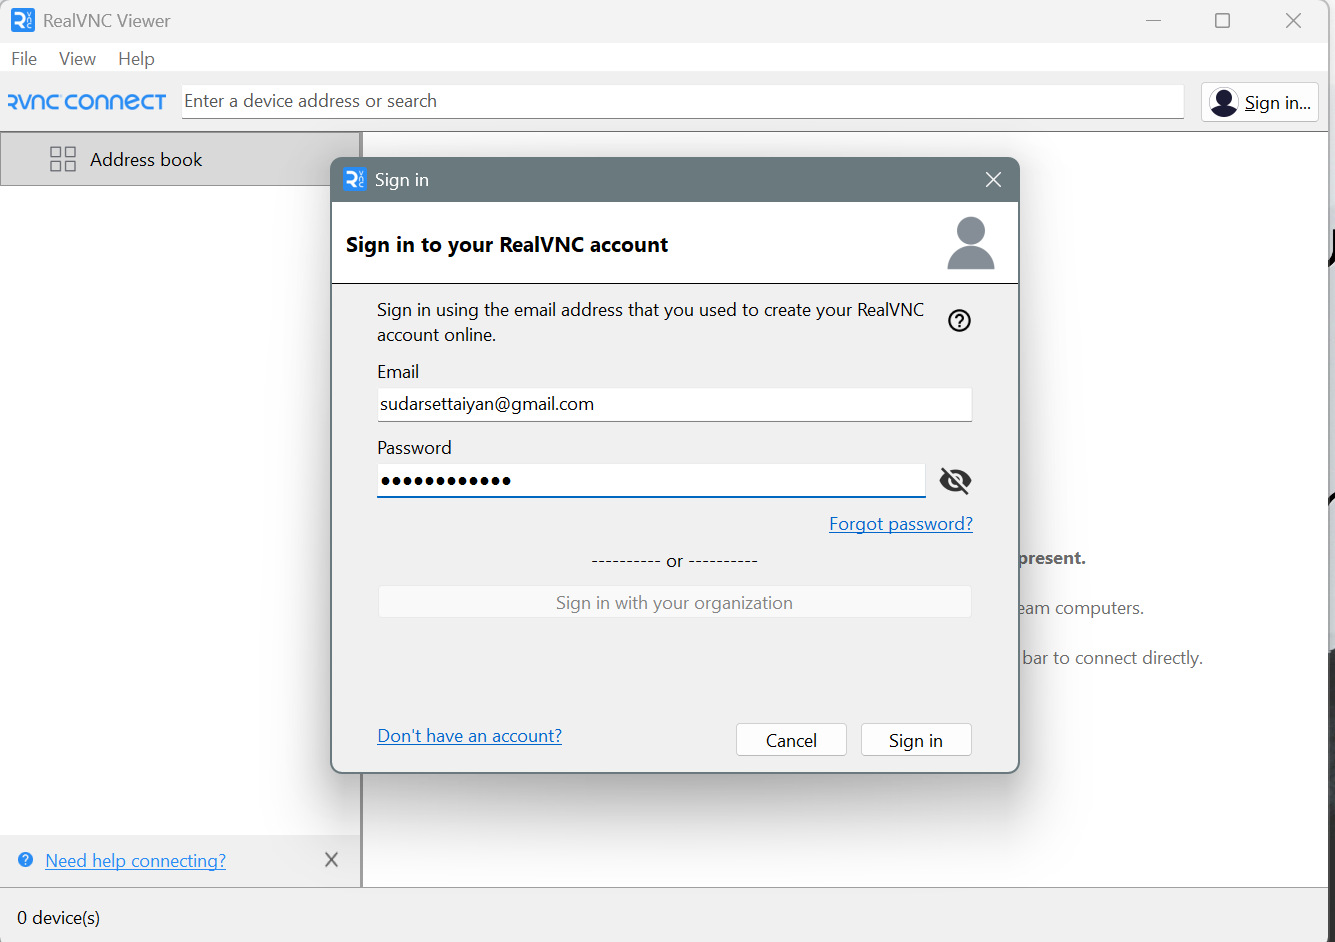 RealVNC Viewer
File View Help
RVNC CONNECT
Enter a device address or search
Sign in...
Address book
Sign in
Sign in to your RealVNC account
Sign in using the email address that you used to create your RealVNC
account online.
Email
sudarsettaiyan@gmail.com
Password
••••••••••••
Forgot password?
---------- or ----------
Sign in with your organization
Don't have an account?
Cancel
Sign in
present.
eam computers.
bar to connect directly.
Need help connecting?
0 device(s)